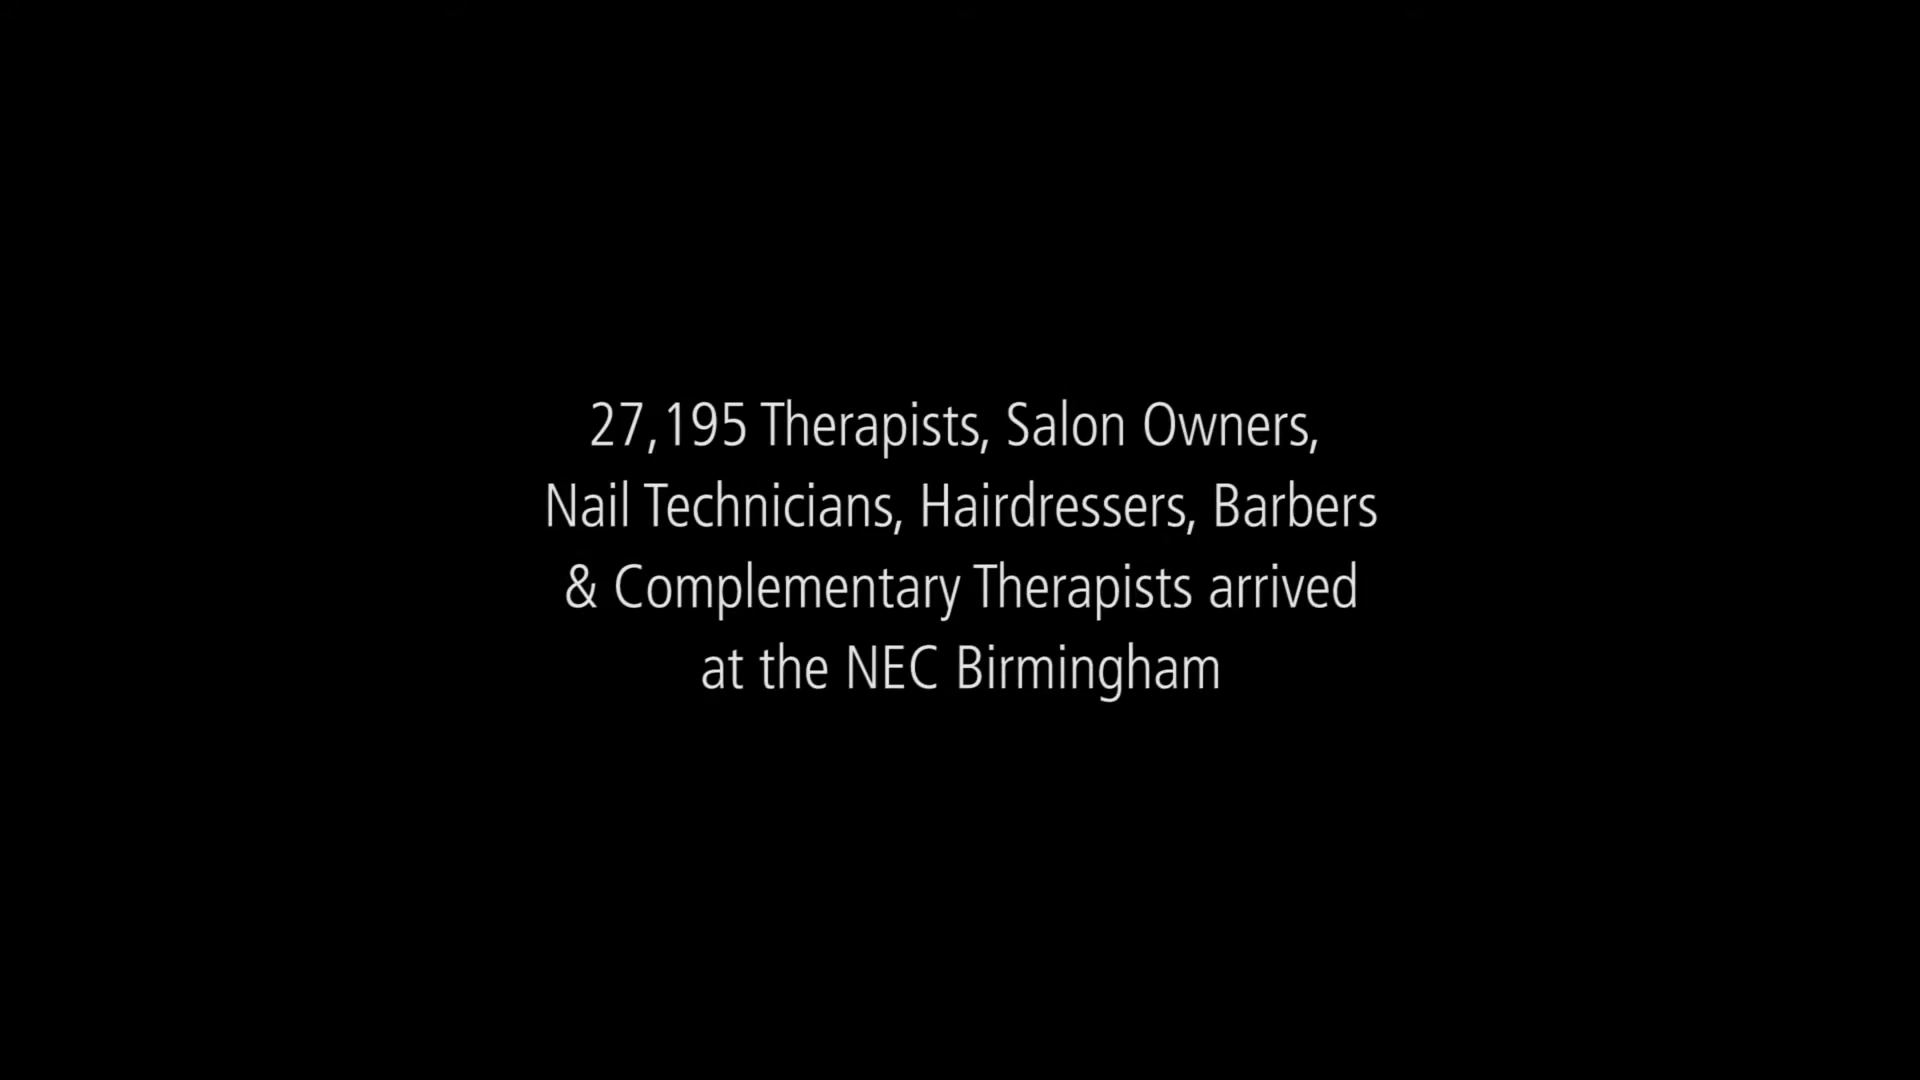 27,195 Therapists, Salon Owners,
Nail Technicians, Hairdressers, Barbers
& Complementary Therapists arrived
at the NEC Birmingham